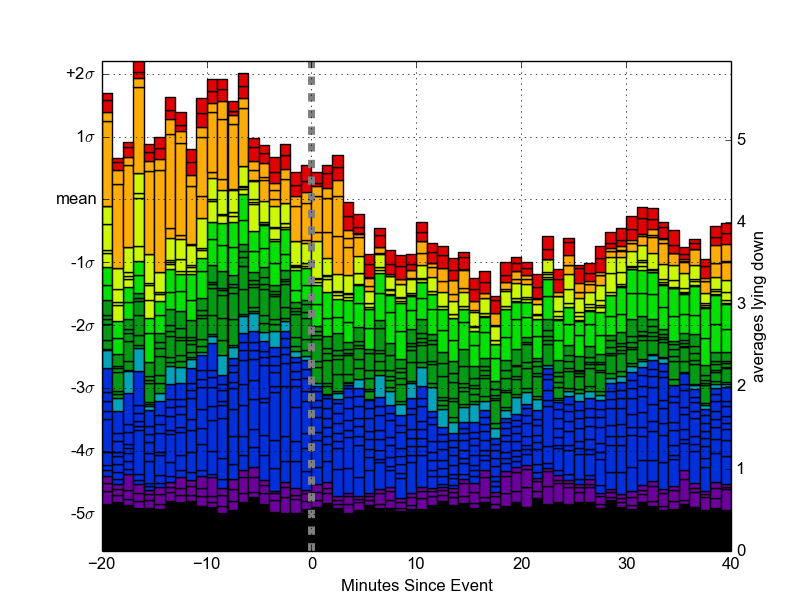 +2σ
1σ
mean
-1σ
-2σ
-3σ
-4σ
-5σ
5
4
3
2
1
0
averages lying down
−20
−10
0
10
20
30
40
Minutes Since Event